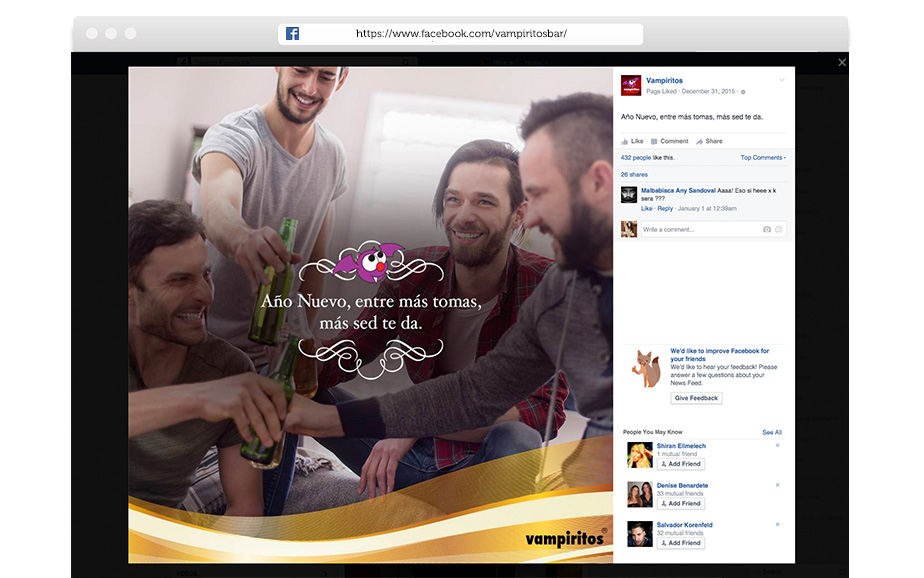 https://www.facebook.com/vampiritosbar/
Año Nuevo, entre más tomas,
más sed te da.
vampiritos®
Vampiritos
Page Liked · December 31, 2015 ·
Año Nuevo, entre más tomas, más sed te da.
Like Comment Share
432 people like this.
Top Comments
26 shares
Malbabisca Any Sandoval Aaaa! Eso si heee x k
sera ???
Like · Reply · January 1 at 12:39am
Write a comment...
We'd like to improve Facebook for
your friends
We'd like to hear your feedback! Please
answer a few questions about your
News Feed.
Give Feedback
People You May Know
See All
Shiran Elimelech
1 mutual friend
Add Friend
Denise Benardete
33 mutual friends
Add Friend
Salvador Korenfeld
32 mutual friends
Add Friend